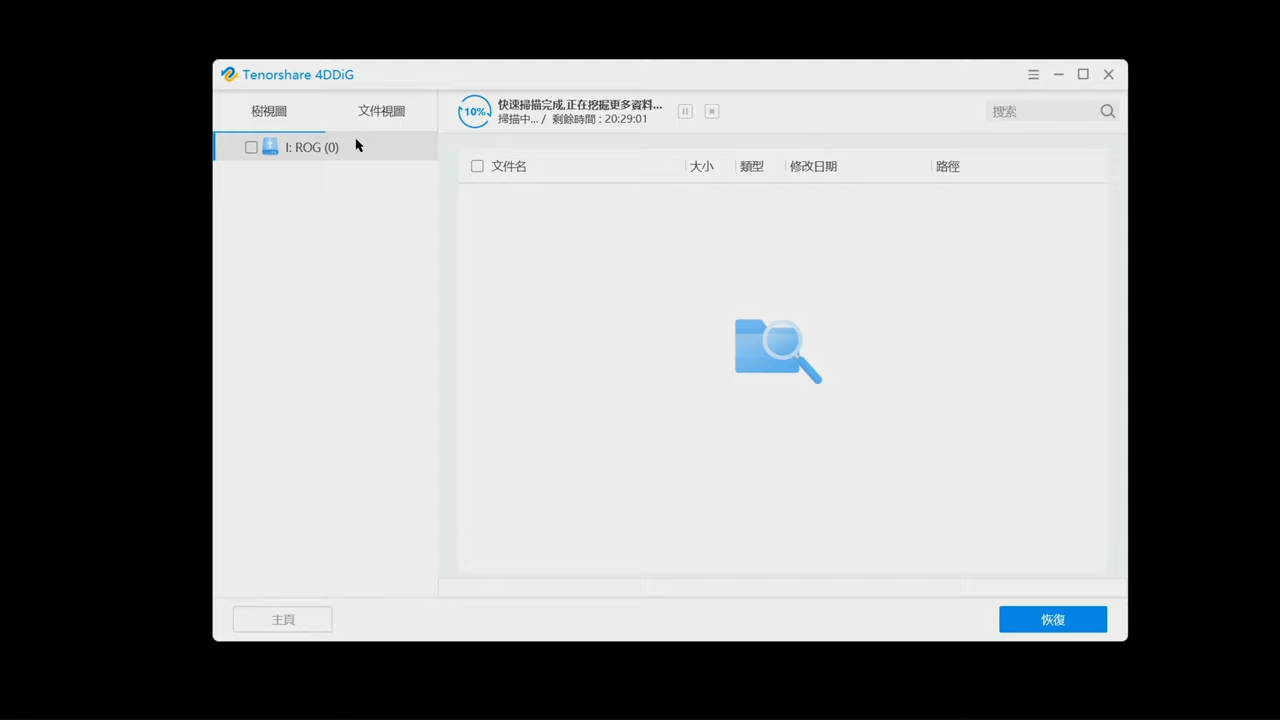 Tenorshare 4DDiG
樹視圖
文件視圖
10%
快速掃描完成,正在挖掘更多資料...
掃描中... / 剩餘時間 : 20:29:01
搜索
I: ROG (0)
文件名
大小
類型
修改日期
路徑
主頁
恢復